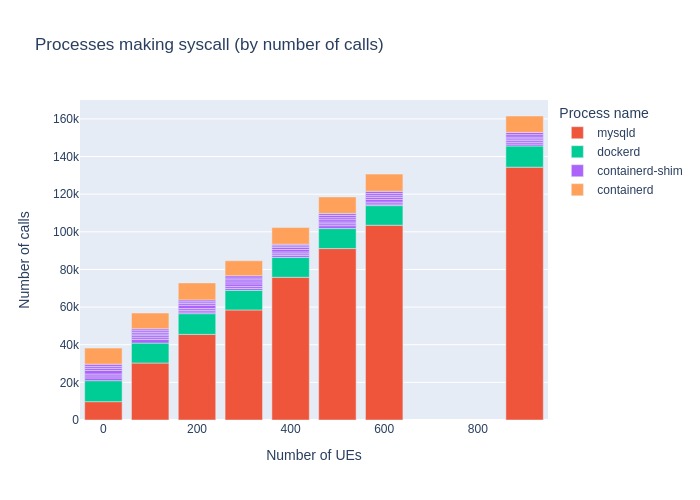 Processes making syscall (by number of calls)
Process name
mysqld
dockerd
containerd-shim
containerd
160k
140k
120k
100k
80k
60k
40k
20k
0
Number of calls
0 200 400 600 800
Number of UEs